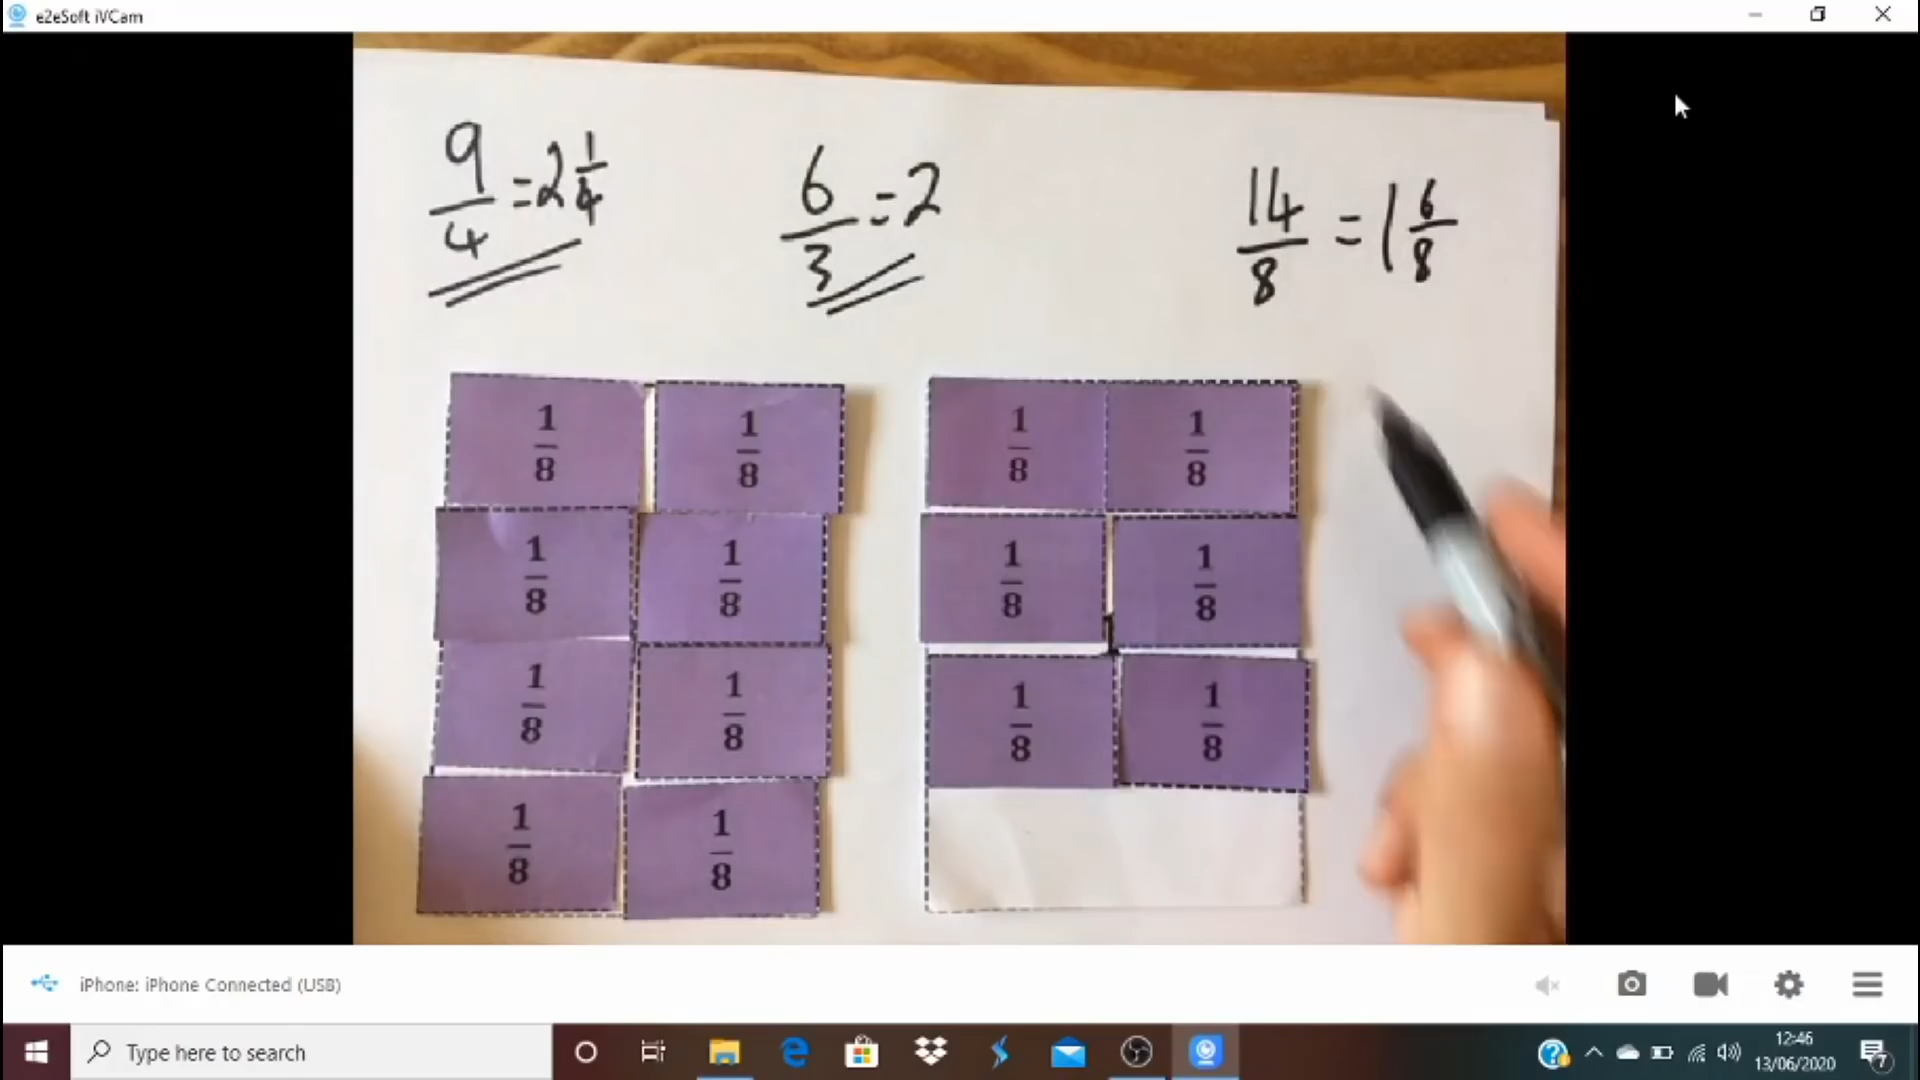 e2eSoft iVCam
9/4 = 2 1/4
6/3 = 2
14/8 = 1 6/8
1/8 1/8 1/8 1/8
1/8 1/8 1/8 1/8
1/8 1/8 1/8 1/8
1/8 1/8
iPhone: iPhone Connected (USB)
Type here to search
12:46
13/06/2020
7